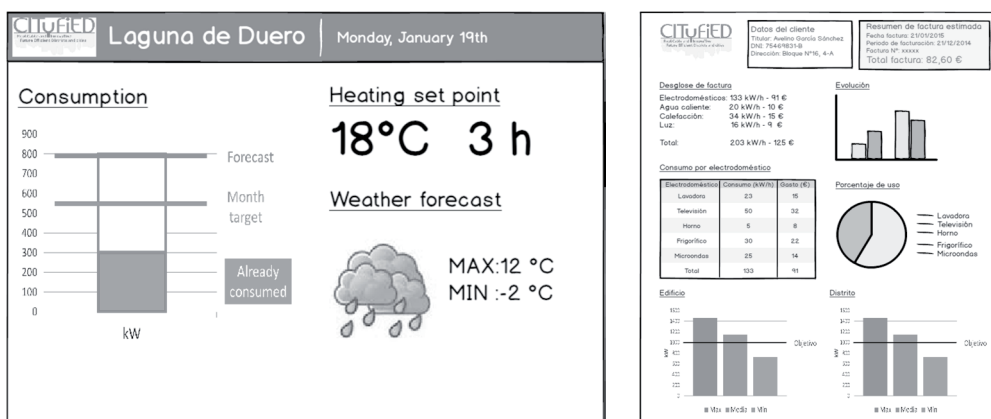 CITyFiED
Laguna de Duero
Monday, January 19th
Consumption
900
800
700
600
500
400
300
200
100
0
Forecast
Month
target
Already
consumed
kW
Heating set point
18°C 3 h
Weather forecast
MAX:12 °C
MIN :-2 °C
CITyFiED
Datos del cliente
Titular: Avelino García Sánchez
DNI: 75469831-B
Dirección: Bloque Nº16, 4-A
Resumen de factura estimada
Fecha factura: 21/01/2015
Periodo de facturación: 21/12/2014
Factura Nº: xxxxx
Total factura: 82,60 €
Desglose de factura
Electrodomésticos: 133 kW/h - 91 €
Agua caliente: 20 kW/h - 10 €
Calefacción: 34 kW/h - 15 €
Luz: 16 kW/h - 9 €
Total: 203 kW/h - 125 €
Evolución
Consumo por electrodoméstico
Electrodoméstico Consumo (kW/h) Gasto (€)
Lavadora 23 15
Televisión 50 32
Horno 5 8
Frigorífico 30 22
Microondas 25 14
Total 133 91
Porcentaje de uso
Lavadora
Televisión
Horno
Frigorífico
Microondas
Edificio
kW
Objetivo
Max Media Min
Distrito
kW
Objetivo
Max Media Min